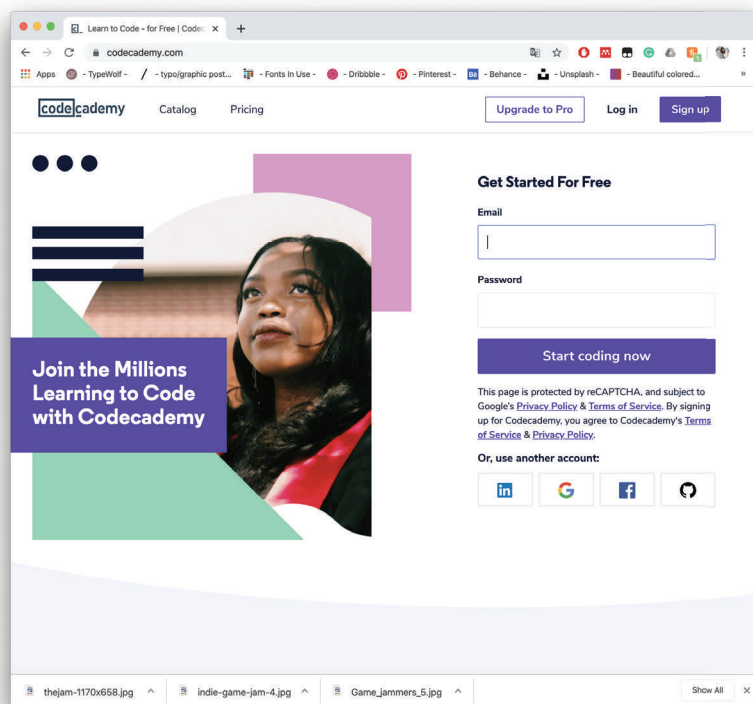 Learn to Code - for Free | Codec
codecademy.com
Apps
- TypeWolf -
- typo/graphic post...
- Fonts In Use -
- Dribbble -
- Pinterest -
- Behance -
- Unsplash -
- Beautiful colored...
codecademy
Catalog
Pricing
Upgrade to Pro
Log in
Sign up
Join the Millions
Learning to Code
with Codecademy
Get Started For Free
Email
Password
Start coding now
This page is protected by reCAPTCHA, and subject to
Google's Privacy Policy & Terms of Service. By signing
up for Codecademy, you agree to Codecademy's Terms
of Service & Privacy Policy.
Or, use another account:
thejam-1170x658.jpg
indie-game-jam-4.jpg
Game_jammers_5.jpg
Show All